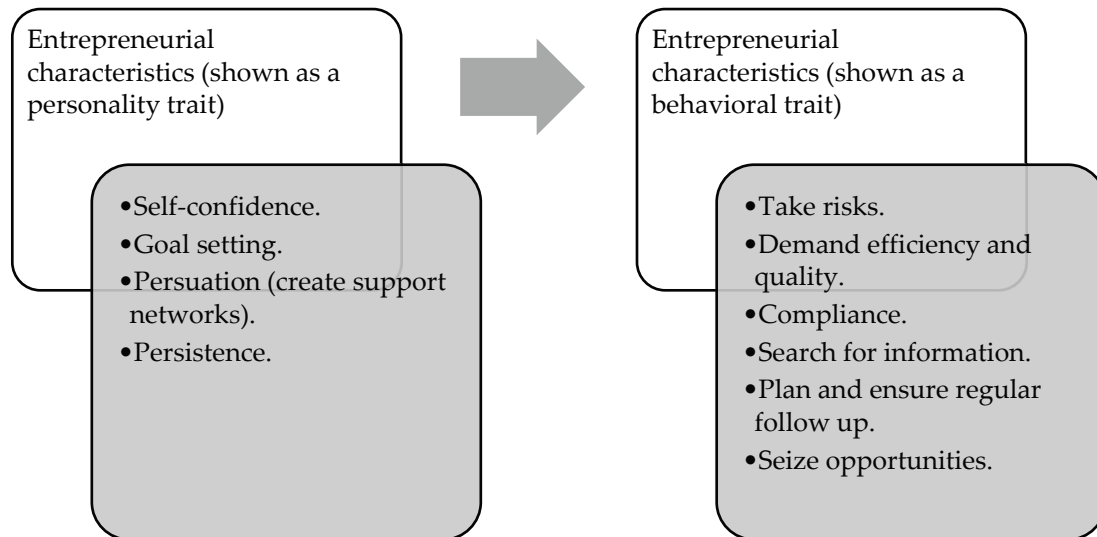 Entrepreneurial
characteristics (shown as a
personality trait)
•Self-confidence.
•Goal setting.
•Persuation (create support
networks).
•Persistence.
Entrepreneurial
characteristics (shown as a
behavioral trait)
•Take risks.
•Demand efficiency and
quality.
•Compliance.
•Search for information.
•Plan and ensure regular
follow up.
•Seize opportunities.